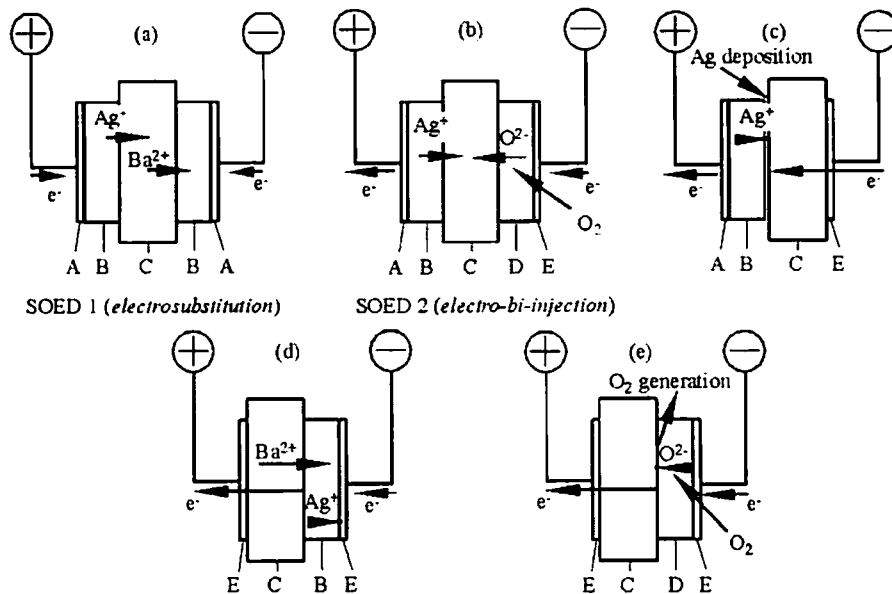 (a) (b) (c)
Ag deposition
Ag⁺ Ag⁺ Ag⁺
Ba²⁺ O²⁻
e⁻ e⁻ e⁻ e⁻ e⁻ e⁻
O₂
A B C B A A B C D E A B C E
SOED 1 (electrosubstitution) SOED 2 (electro-bi-injection)
(d) (e)
O₂ generation
Ba²⁺ O²⁻
Ag⁺
e⁻ e⁻ e⁻ e⁻
O₂
E C B E E C D E